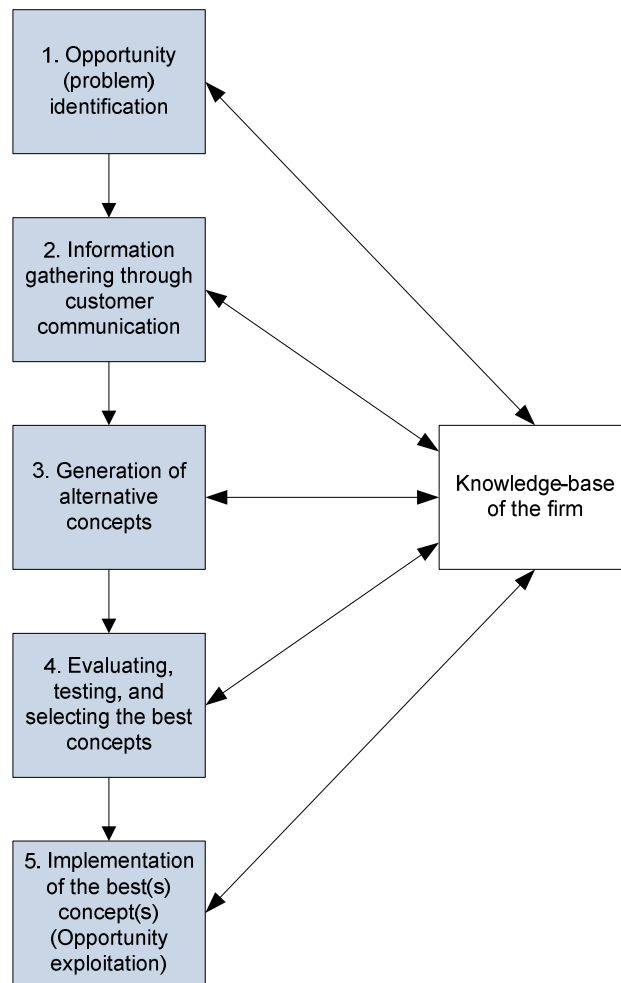 1. Opportunity
(problem)
identification
2. Information
gathering through
customer
communication
3. Generation of
alternative
concepts
Knowledge-base
of the firm
4. Evaluating,
testing, and
selecting the best
concepts
5. Implementation
of the best(s)
concept(s)
(Opportunity
exploitation)